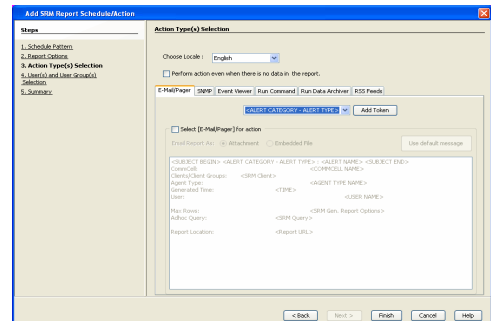 Add SRM Report Schedule/Action
Steps
1. Schedule Pattern
2. Report Options
3. Action Type(s) Selection
4. User(s) and User Group(s)
Selection
5. Summary
Action Type(s) Selection
Choose Locale : English
Perform action even when there is no data in the report.
E-Mail/Pager SNMP Event Viewer Run Command Run Data Archiver RSS Feeds
<ALERT CATEGORY - ALERT TYPE> Add Token
Select [E-Mail/Pager] for action
Email Report As: Attachment Embedded File Use default message
<SUBJECT BEGIN> <ALERT CATEGORY - ALERT TYPE> - <ALERT NAME> <SUBJECT END>
CommCell: <COMMCELL NAME>
Clients/Client Groups: <SRM Client>
Agent Type: <AGENT TYPE NAME>
Generated Time: <TIME>
User: <USER NAME>
Max Rows: <SRM Gen. Report Options>
Adhoc Query: <SRM Query>
Report Location: <Report URL>
< Back Next > Finish Cancel Help